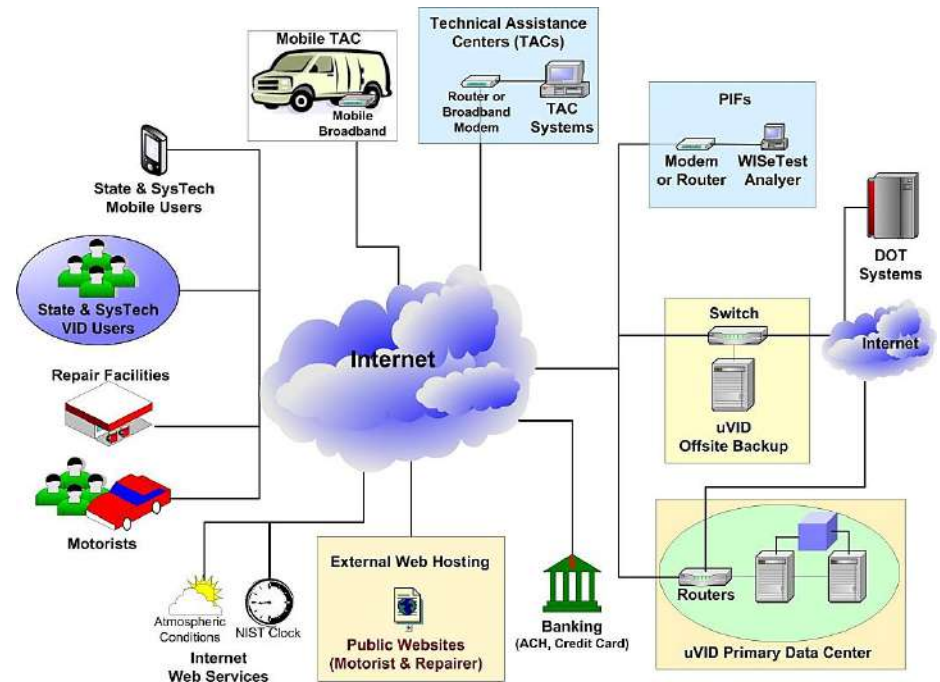 Mobile TAC
Mobile
Broadband
Technical Assistance
Centers (TACs)
Router or
Broadband
Modem
TAC
Systems
PIFs
Modem
or Router
WISeTest
Analyer
State & SysTech
Mobile Users
DOT
Systems
State & SysTech
VID Users
Switch
Internet
Internet
uVID
Offsite Backup
Repair Facilities
Motorists
Routers
uVID Primary Data Center
Atmospheric
Conditions
NIST Clock
Internet
Web Services
External Web Hosting
Public Websites
(Motorist & Repairer)
Banking
(ACH, Credit Card)